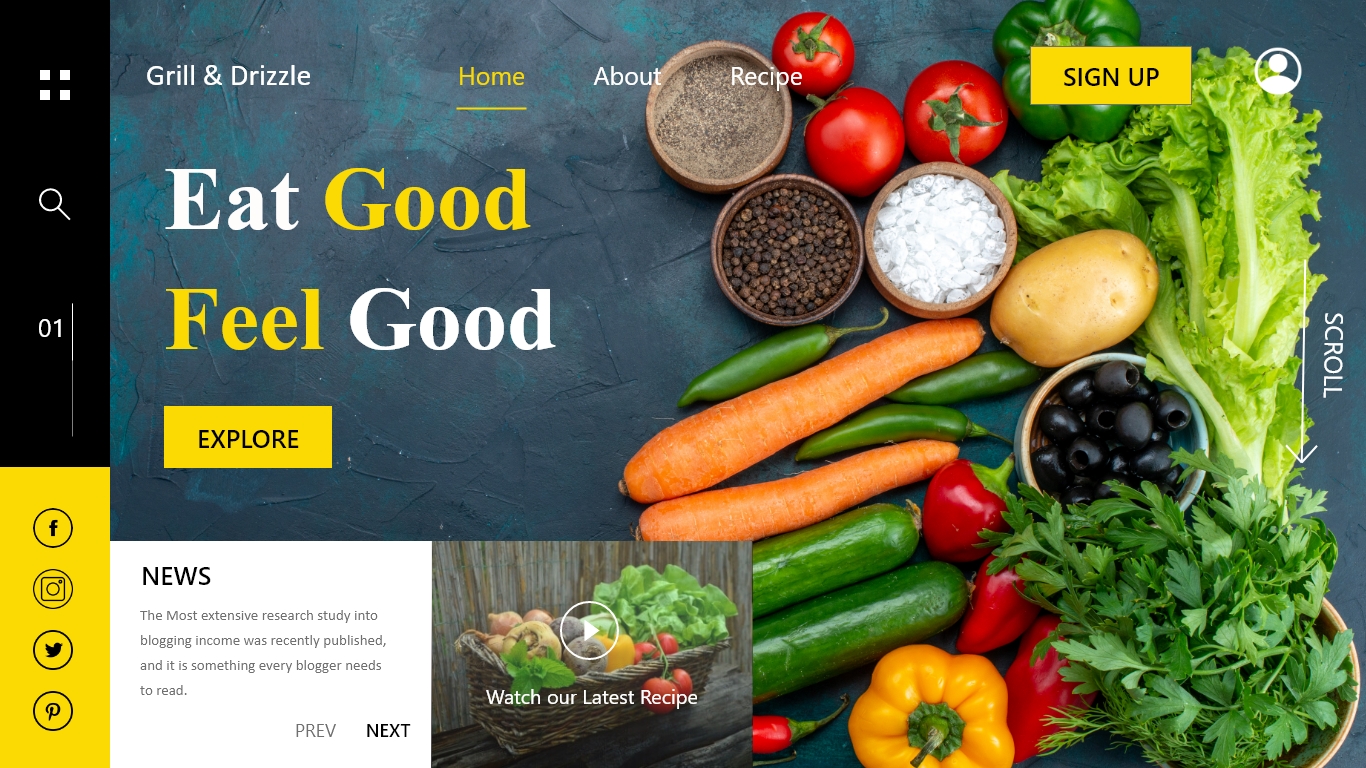 Grill & Drizzle
Home
About
Recipe
SIGN UP
Eat Good
Feel Good
EXPLORE
01
SCROLL
NEWS
The Most extensive research study into
blogging income was recently published,
and it is something every blogger needs
to read.
PREV
NEXT
Watch our Latest Recipe